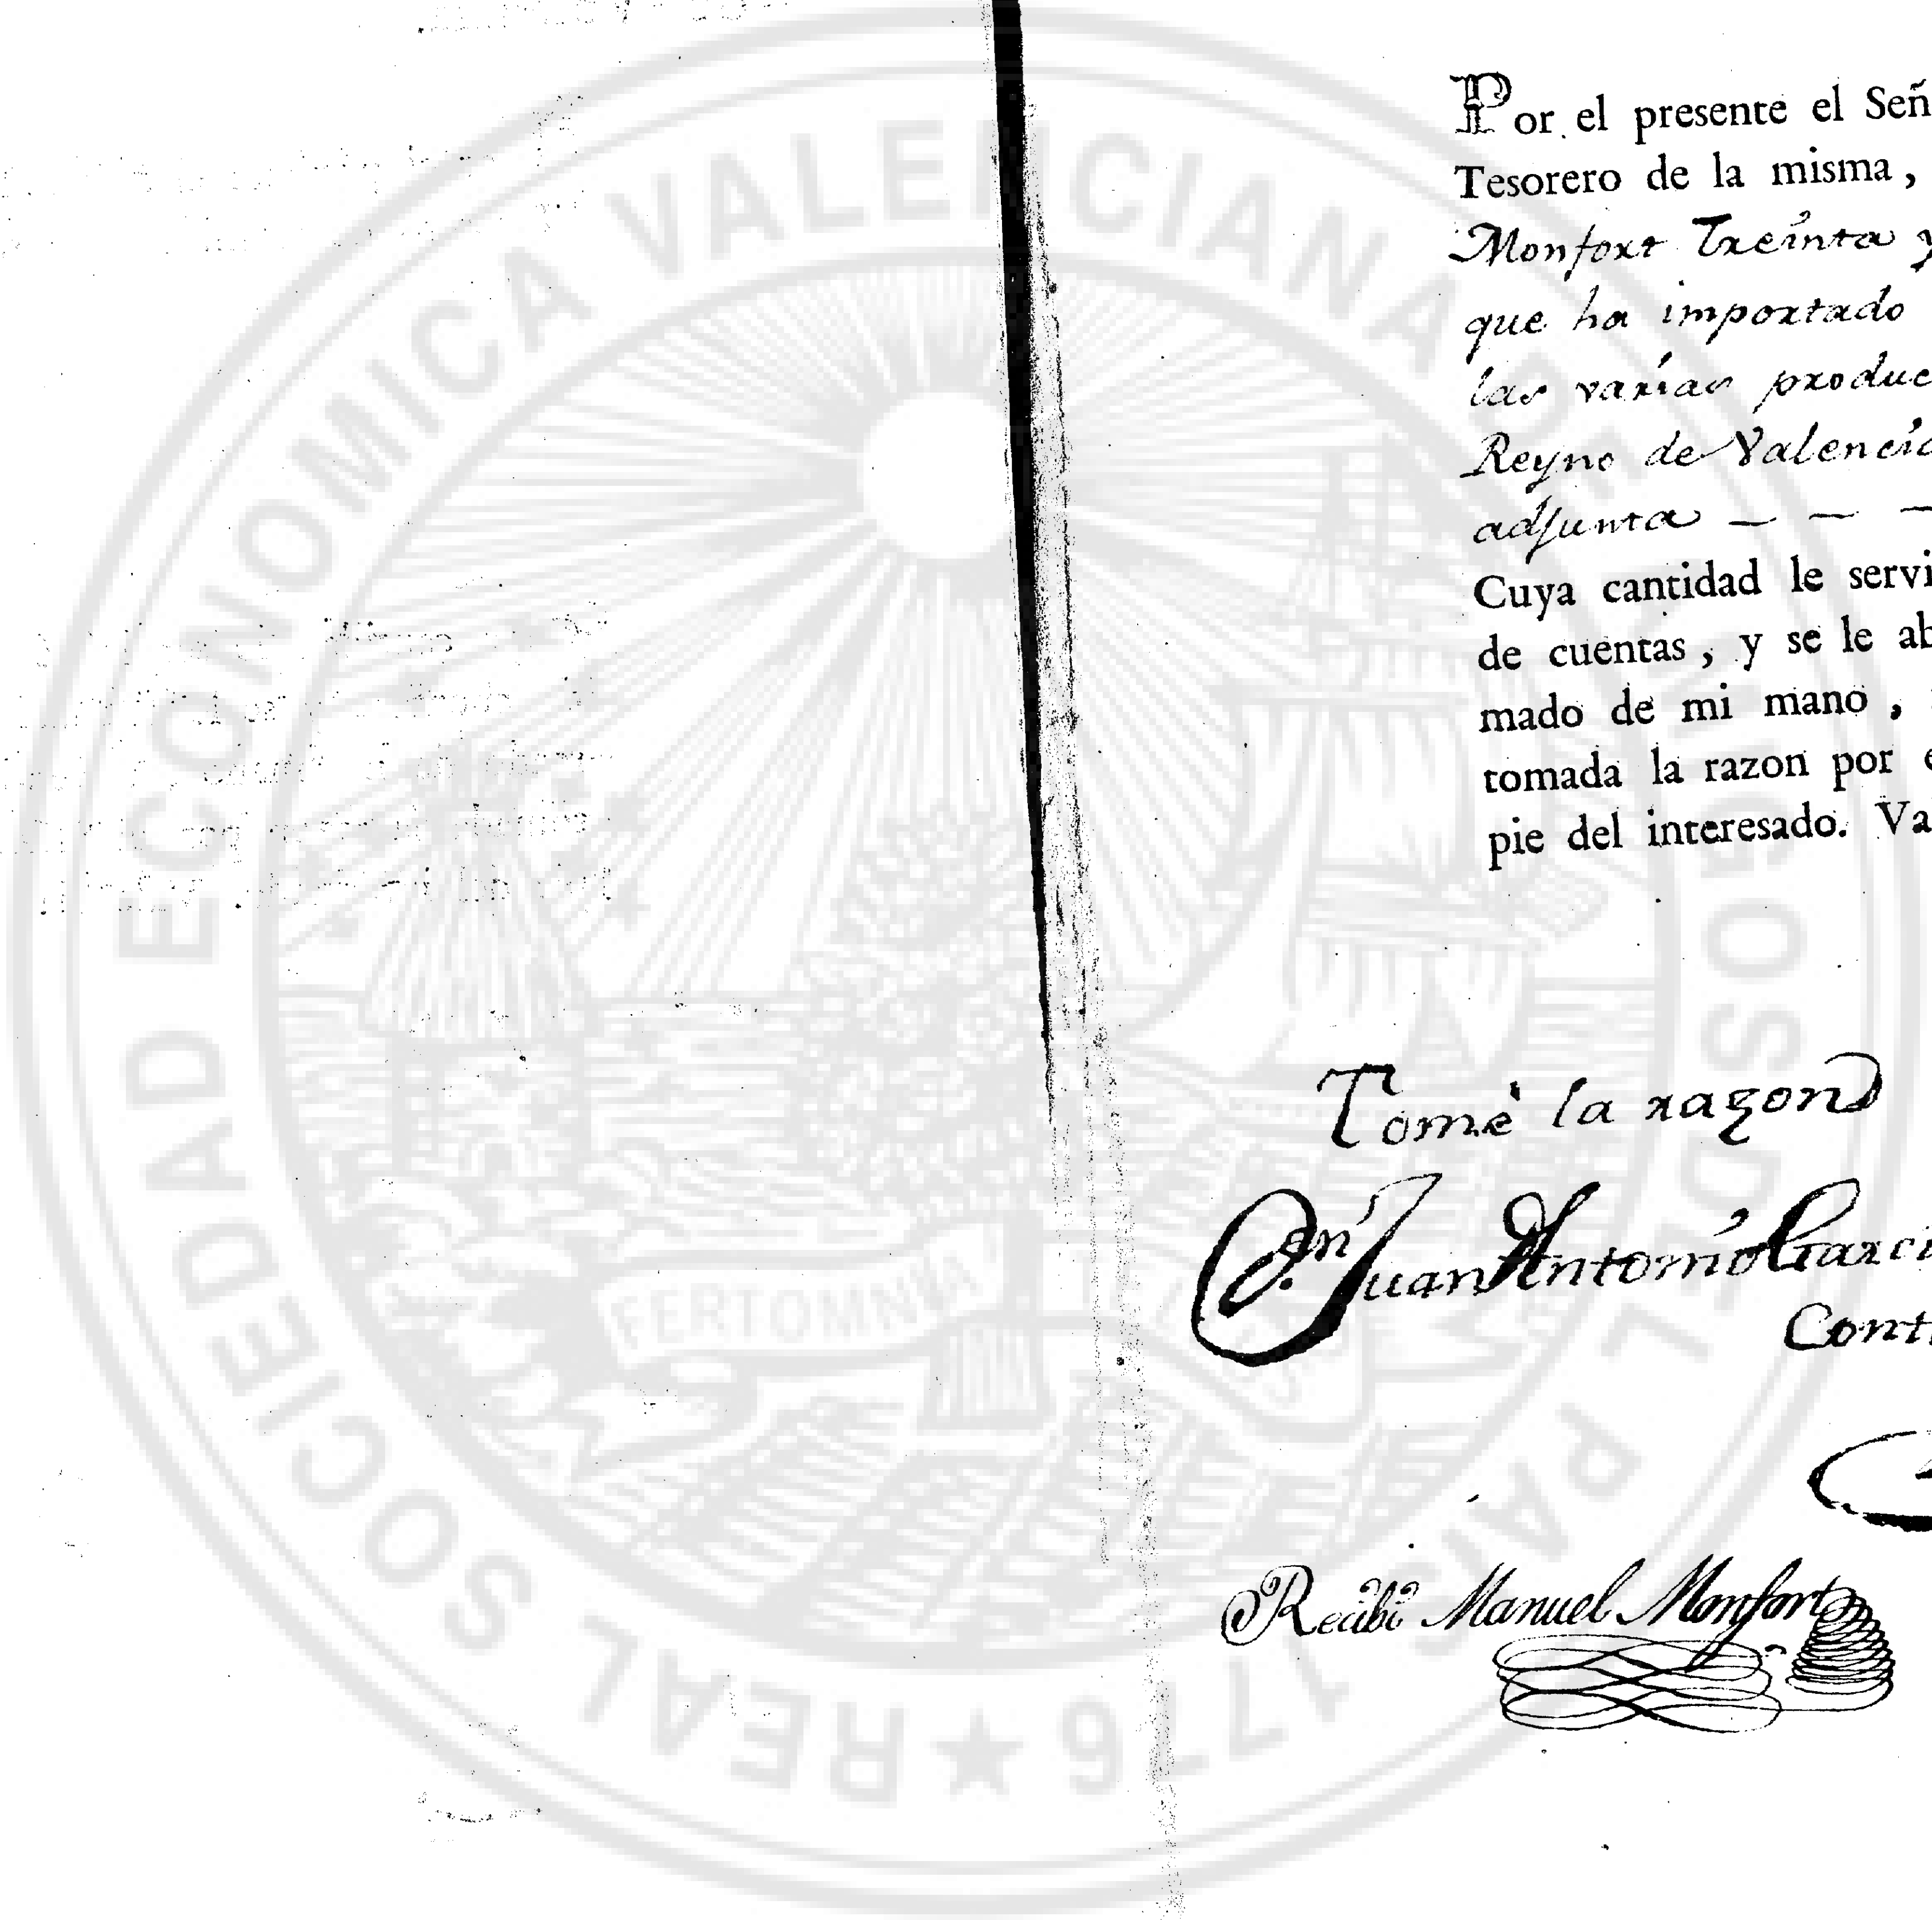 Por el presente el Señ
Tesorero de la misma,
Monfort Treinta y
que ha importado
las varias produc
Reyno de Valencia
adjunta — — —
Cuya cantidad le servi
de cuentas, y se le ab
mado de mi mano,
tomada la razon por e
pie del interesado. Va
Tomè la razon
Dn. Juan Antonio Garci
Cont
Recibi Manuel Monfort
REAL SOCIEDAD ECONOMICA VALENCIANA DE AMIGOS DEL PAIS 1776
FERT OMNIA